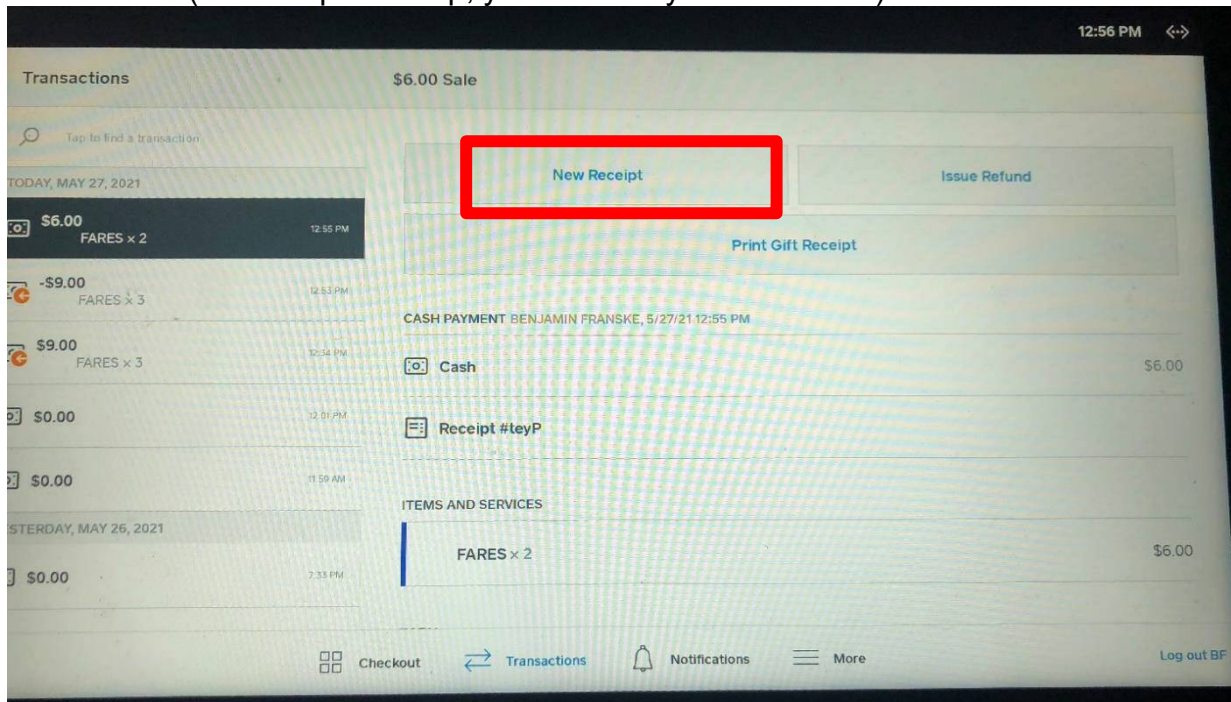 12:56 PM
Transactions
$6.00 Sale
Tap to find a transaction
TODAY, MAY 27, 2021
$6.00
FARES × 2
12:55 PM
-$9.00
FARES × 3
12:53 PM
$9.00
FARES × 3
12:34 PM
$0.00
12:01 PM
$0.00
11:59 AM
STERDAY, MAY 26, 2021
$0.00
7:33 PM
New Receipt
Issue Refund
Print Gift Receipt
CASH PAYMENT BENJAMIN FRANSKE, 5/27/21 12:55 PM
Cash
$6.00
Receipt #teyP
ITEMS AND SERVICES
FARES × 2
$6.00
Checkout
Transactions
Notifications
More
Log out BF